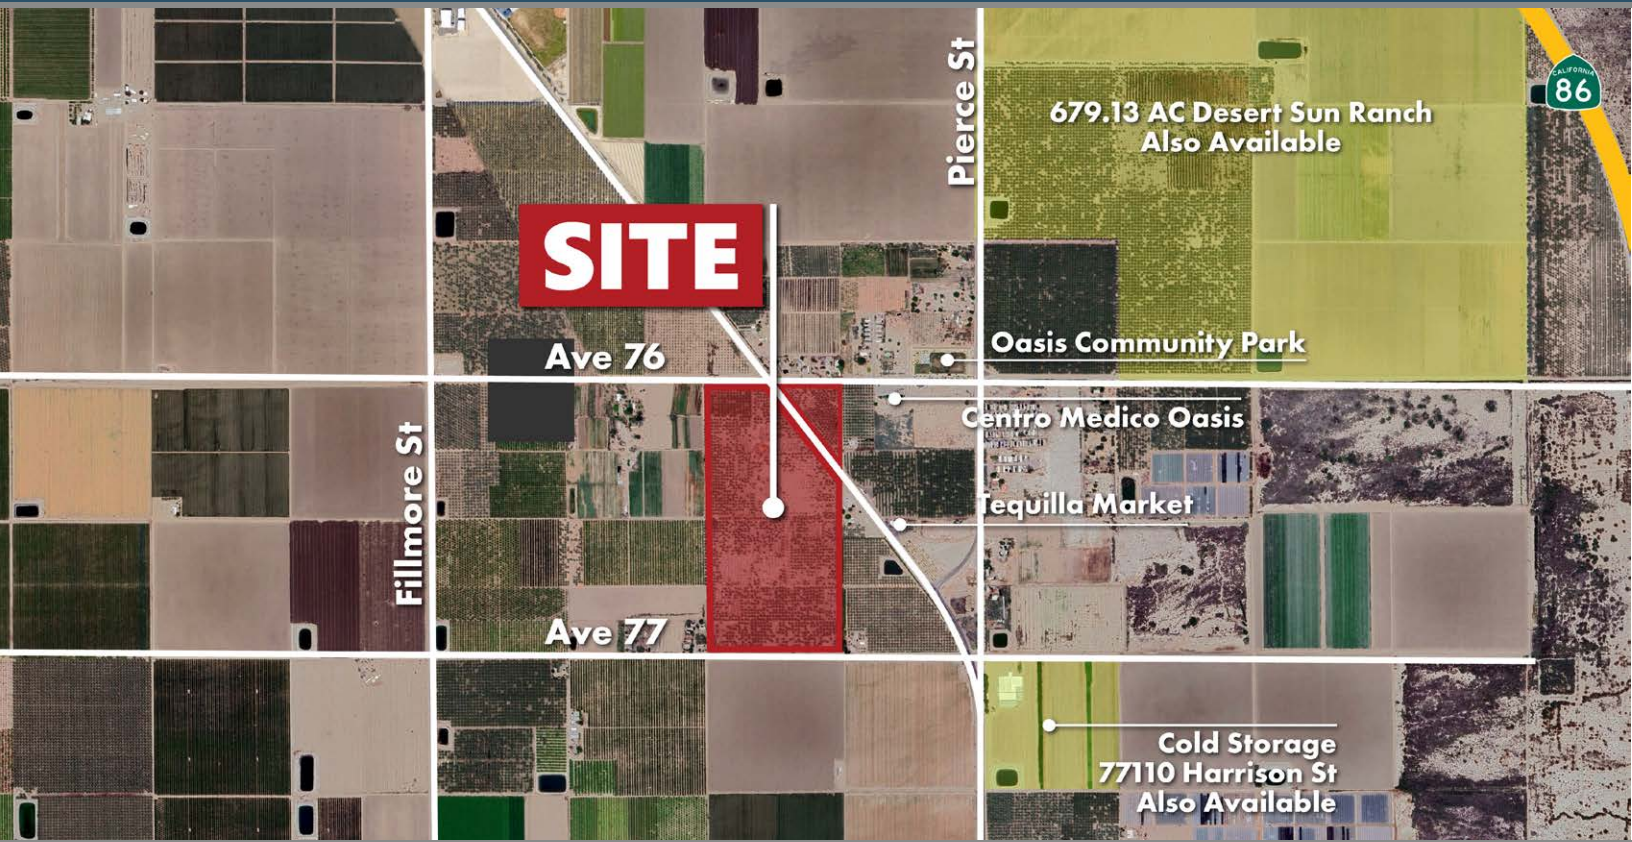 Pierce St
CALIFORNIA
86
679.13 AC Desert Sun Ranch
Also Available
SITE
Oasis Community Park
Ave 76
Centro Medico Oasis
Fillmore St
Tequilla Market
Ave 77
Cold Storage
77110 Harrison St
Also Available